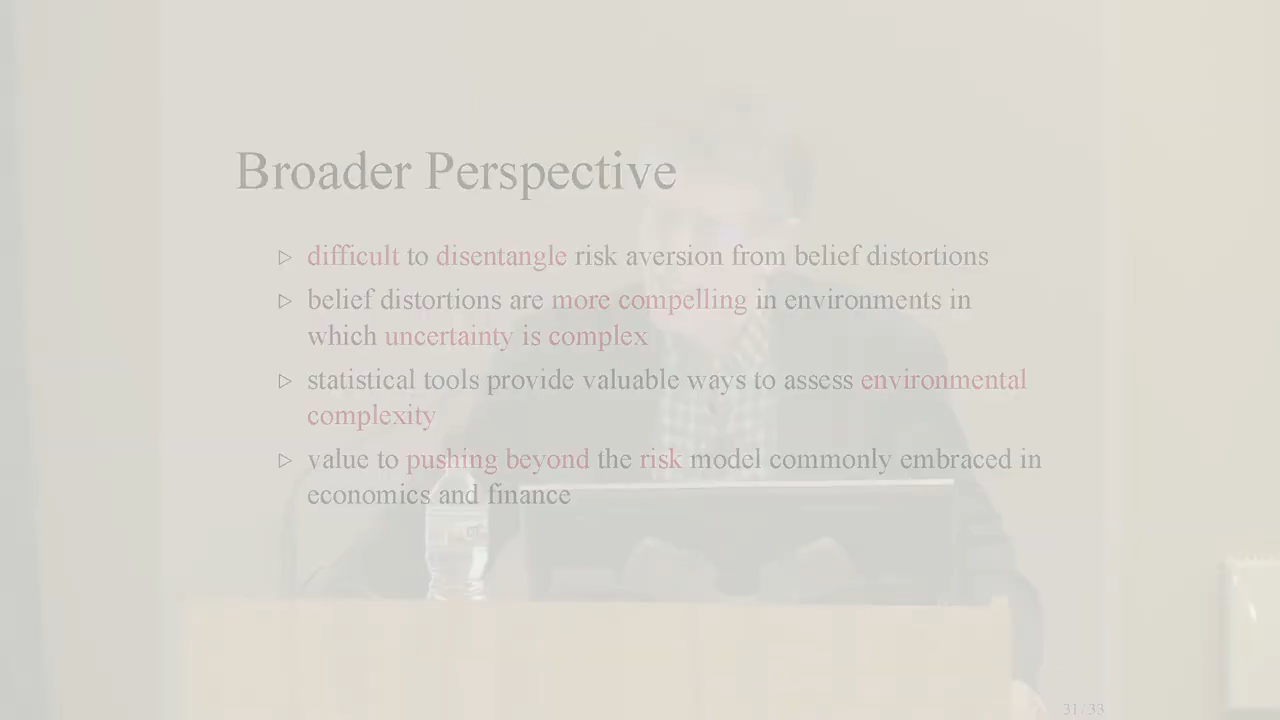 Broader Perspective
▷ difficult to disentangle risk aversion from belief distortions
▷ belief distortions are more compelling in environments in
which uncertainty is complex
▷ statistical tools provide valuable ways to assess environmental
complexity
▷ value to pushing beyond the risk model commonly embraced in
economics and finance
31/33